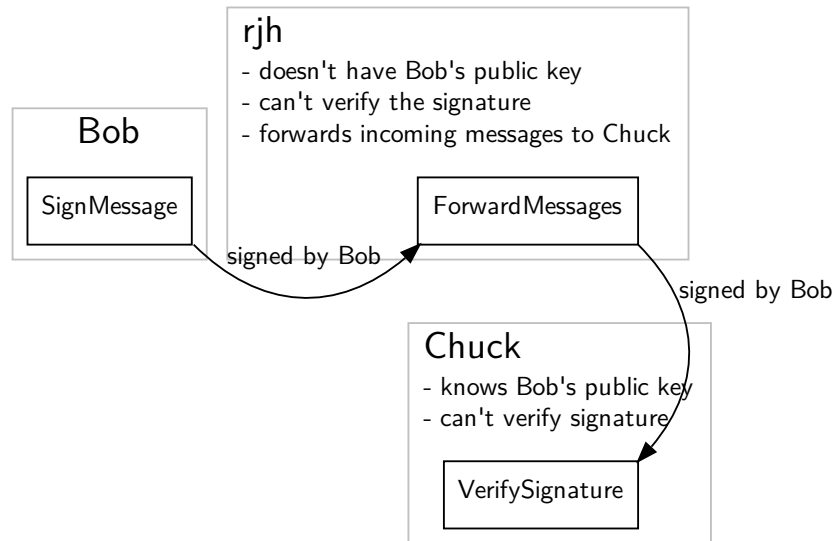 rjh
- doesn't have Bob's public key
- can't verify the signature
- forwards incoming messages to Chuck
Bob
SignMessage
ForwardMessages
signed by Bob
signed by Bob
Chuck
- knows Bob's public key
- can't verify signature
VerifySignature